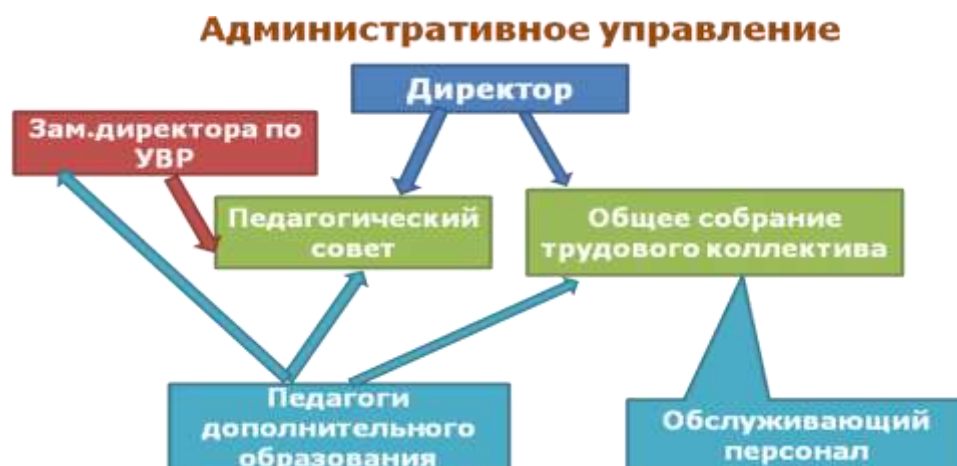 Административное управление
Директор
Зам.директора по
УВР
Педагогический
совет
Общее собрание
трудового коллектива
Педагоги
дополнительного
образования
Обслуживающий
персонал